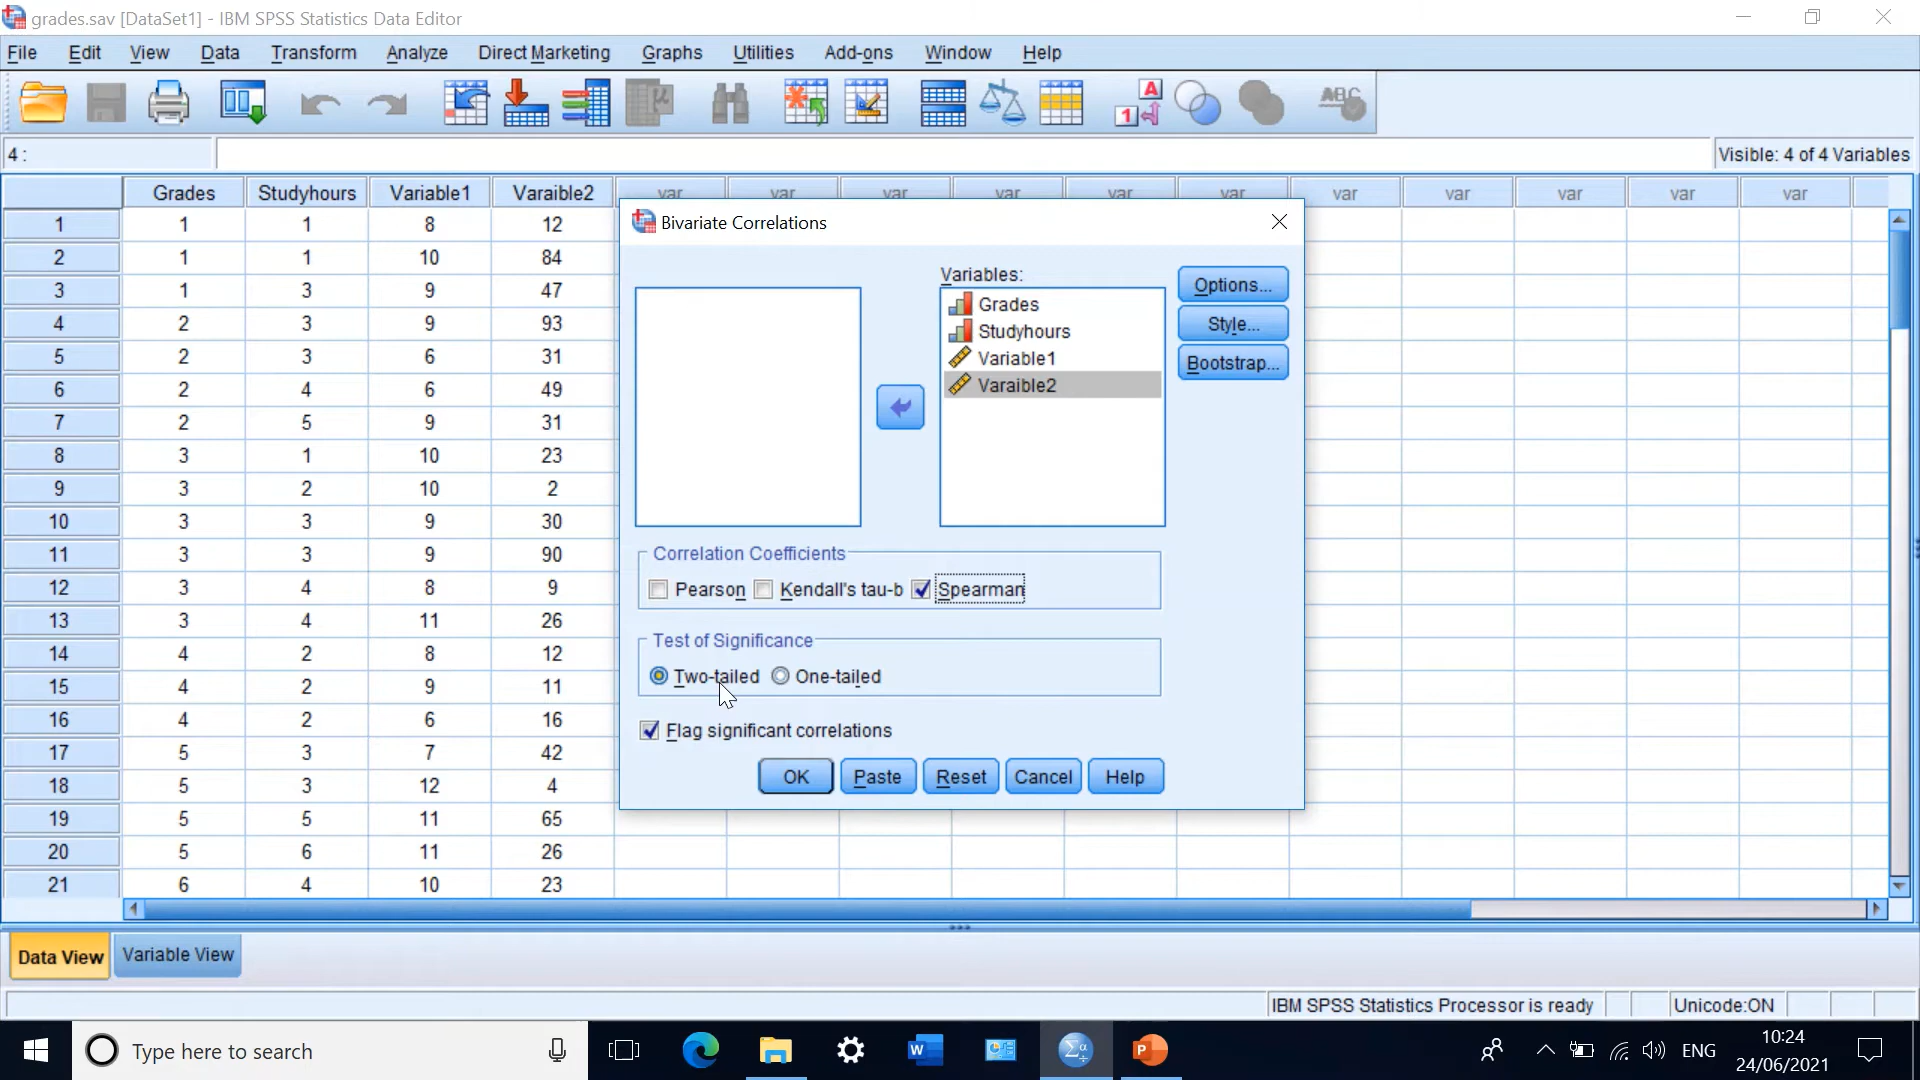 grades.sav [DataSet1] - IBM SPSS Statistics Data Editor
File Edit View Data Transform Analyze Direct Marketing Graphs Utilities Add-ons Window Help
A
1
μ
ABC
4 :
Visible: 4 of 4 Variables
Grades Studyhours Variable1 Varaible2 var var var var var var var var var var var
1 1 1 8 12
2 1 1 10 84
3 1 3 9 47
4 2 3 9 93
5 2 3 6 31
6 2 4 6 49
7 2 5 9 31
8 3 1 10 23
9 3 2 10 2
10 3 3 9 30
11 3 3 9 90
12 3 4 8 9
13 3 4 11 26
14 4 2 8 12
15 4 2 9 11
16 4 2 6 16
17 5 3 7 42
18 5 3 12 4
19 5 5 11 65
20 5 6 11 26
21 6 4 10 23
Bivariate Correlations
Variables:
Grades
Studyhours
Variable1
Varaible2
Options...
Style...
Bootstrap...
Correlation Coefficients
Pearson Kendall's tau-b Spearman
Test of Significance
Two-tailed One-tailed
Flag significant correlations
OK Paste Reset Cancel Help
Data View Variable View
IBM SPSS Statistics Processor is ready Unicode:ON
Type here to search
W
Σα
P
ENG
10:24
24/06/2021